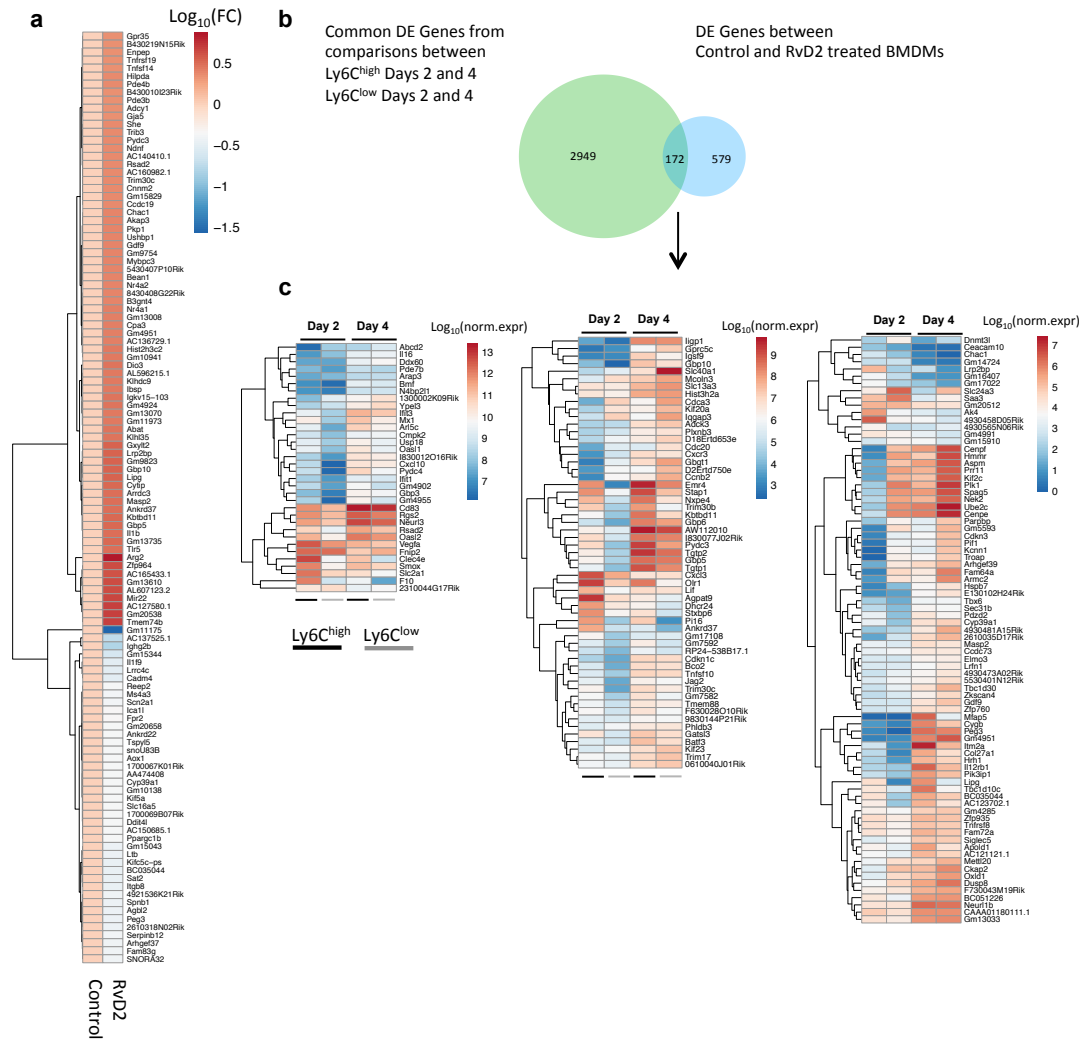 a
Log10(FC)
0.5
0
−0.5
−1
−1.5
Gpr35
B430219N15Rik
Enpep
Tnfrsf19
Tnfsf14
Hilpda
Pde4b
B430010I23Rik
Pde3b
Adcy1
Gja5
She
Trib3
Pydc3
Ndnf
AC140410.1
Rsad2
AC160982.1
Trim30c
Cnnm2
Gm15829
Ccdc19
Chac1
Akap3
Pkp1
Ushbp1
Gdf9
Gm9754
Mybpc3
5430407P10Rik
Bean1
Nr4a2
8430408G22Rik
B3gnt4
Nr4a1
Gm13008
Cpa3
Gm4951
AC136729.1
Hist2h3c2
Gm10941
Dio3
AL596215.1
Klhdc9
Ibsp
Igkv15−103
Gm4924
Gm13070
Gm11973
Abat
Klhl35
Gxylt2
Lrp2bp
Gm9823
Gbp10
Lipg
Cytip
Arrdc3
Masp2
Ankrd37
Kbtbd11
Gbp5
Il1b
Gm13735
Tlr5
Arg2
Zfp964
AC165433.1
Gm13610
AL607123.2
Mir22
AC127580.1
Gm20538
Tmem74b
Gm11175
AC137525.1
Ighg2b
Gm15344
Il1f9
Lrrc4c
Cadm4
Reep2
Ms4a3
Scn2a1
Ica1l
Fpr2
Gm20658
Ankrd22
Tspyl5
snoU83B
Aox1
1700067K01Rik
AA474408
Cyp39a1
Gm10138
Kif5a
Slc16a5
1700069B07Rik
Ddit4l
AC150685.1
Ppargc1b
Gm15043
Ltb
Kifc5c−ps
BC035044
Sat2
Itgb8
4921536K21Rik
Spnb1
Agbl2
Peg3
2610318N02Rik
Serpinb12
Arhgef37
Fam83g
SNORA32
Control
RvD2
b
Common DE Genes from
comparisons between
Ly6Chigh Days 2 and 4
Ly6Clow Days 2 and 4
DE Genes between
Control and RvD2 treated BMDMs
2949
172
579
c
Day 2 Day 4
Log10(norm.expr)
13
12
11
10
9
8
7
Abcd2
Il16
Ddx60
Pde7b
Arap3
Bmf
N4bp2l1
1300002K09Rik
Ypel3
Ifit3
Mx1
Arl5c
Cmpk2
Usp18
Oasl1
I830012O16Rik
Cxcl10
Pydc4
Ifit1
Gm4902
Gbp3
Gm4955
Cd83
Rgs2
Neurl3
Rsad2
Oasl2
Vegfa
Fnip2
Clec4e
Smox
Slc2a1
F10
2310044G17Rik
Ly6Chigh
Ly6Clow
Day 2 Day 4
Log10(norm.expr)
9
8
7
6
5
4
3
Iigp1
Gprc5c
Igsf9
Gbp10
Slc40a1
Mcoln3
Slc13a3
Hist3h2a
Cdca3
Kif20a
Iqgap3
Adck3
Plxnb3
D18Ertd653e
Cdc20
Cxcr3
Gbgt1
D2Ertd750e
Ccnb2
Emr4
Stap1
Nxpe4
Trim30b
Kbtbd11
Gbp6
AW112010
I830077J02Rik
Pydc3
Tgtp2
Gbp5
Tgtp1
Cxcl3
Olr1
Lif
Agpat9
Dhcr24
Stxbp6
Pi16
Ankrd37
Gm17108
Gm7592
RP24−538B17.1
Cdkn1c
Bco2
Tnfsf10
Jag2
Trim30c
Gm7582
Tmem88
F630028O10Rik
9830144P21Rik
Phldb3
Gatsl3
Batf3
Kif23
Trim17
0610040J01Rik
Day 2 Day 4
Log10(norm.expr)
7
6
5
4
3
2
1
0
Dnmt3l
Ceacam10
Chac1
Gm14724
Lrp2bp
Gm16407
Gm17022
Slc24a3
Saa3
Gm20512
Ak4
4930458D05Rik
4930565N06Rik
Gm4991
Gm15910
Cenpf
Hmmr
Aspm
Prr11
Kif2c
Plk1
Spag5
Nek2
Ube2c
Cenpe
Parpbp
Gm5593
Cdkn3
Pif1
Kcnn1
Troap
Arhgef39
Fam64a
Armc2
Hspb7
E130102H24Rik
Tbx6
Sec31b
Pdzd2
Cyp39a1
4930481A15Rik
2610035D17Rik
Masp2
Ccdc73
Elmo3
Lrfn1
4930473A02Rik
5530401N12Rik
Tbc1d30
Zkscan4
Gdf9
Zfp760
Mfap5
Cygb
Peg3
Gm4951
Itm2a
Col27a1
Hrh1
Il12rb1
Pik3ip1
Lipg
Tbc1d10c
BC035044
AC123702.1
Gm4285
Zfp935
Tnfrsf8
Fam72a
Siglec5
Apold1
AC121121.1
Mettl20
Ckap2
Oxld1
Dusp8
F730043M19Rik
BC051226
Neurl1b
CAAA01180111.1
Gm13033